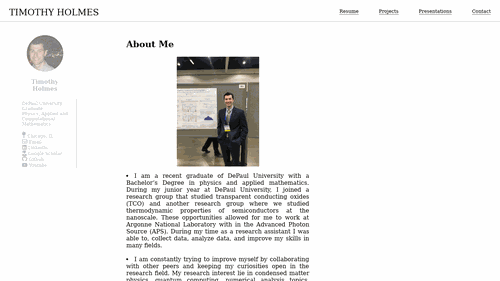 TIMOTHY HOLMES
Resume
Projects
Presentations
Contact
Timothy
Holmes
DePaul University
Graduate
Physics, Applied and
Computational
Mathematics
Chicago, IL
Email
LinkedIn
Google Scholar
Github
Youtube
About Me
• I am a recent graduate of DePaul University with a
Bachelor's Degree in physics and applied mathematics.
During my junior year at DePaul University, I joined a
research group that studied transparent conducting oxides
(TCO) and another research group where we studied
thermodynamic properties of semiconductors at the
nanoscale. These opportunities allowed for me to work at
Argonne National Laboratory with in the Advanced Photon
Source (APS). During my time as a research assistant I was
able to, collect data, analyze data, and improve my skills in
many fields.
• I am constantly trying to improve myself by collaborating
with other peers and keeping my curiosities open in the
research field. My research interest lie in condensed matter
physics, quantum computing, numerical analysis topics,